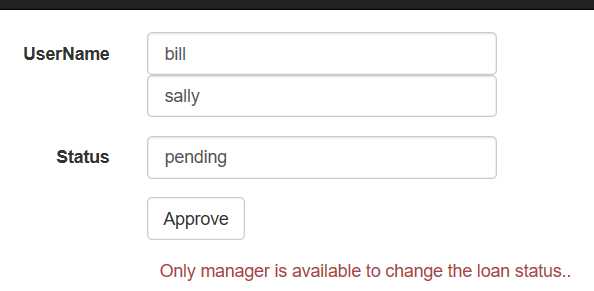 UserName bill
sally
Status pending
Approve
Only manager is available to change the loan status..